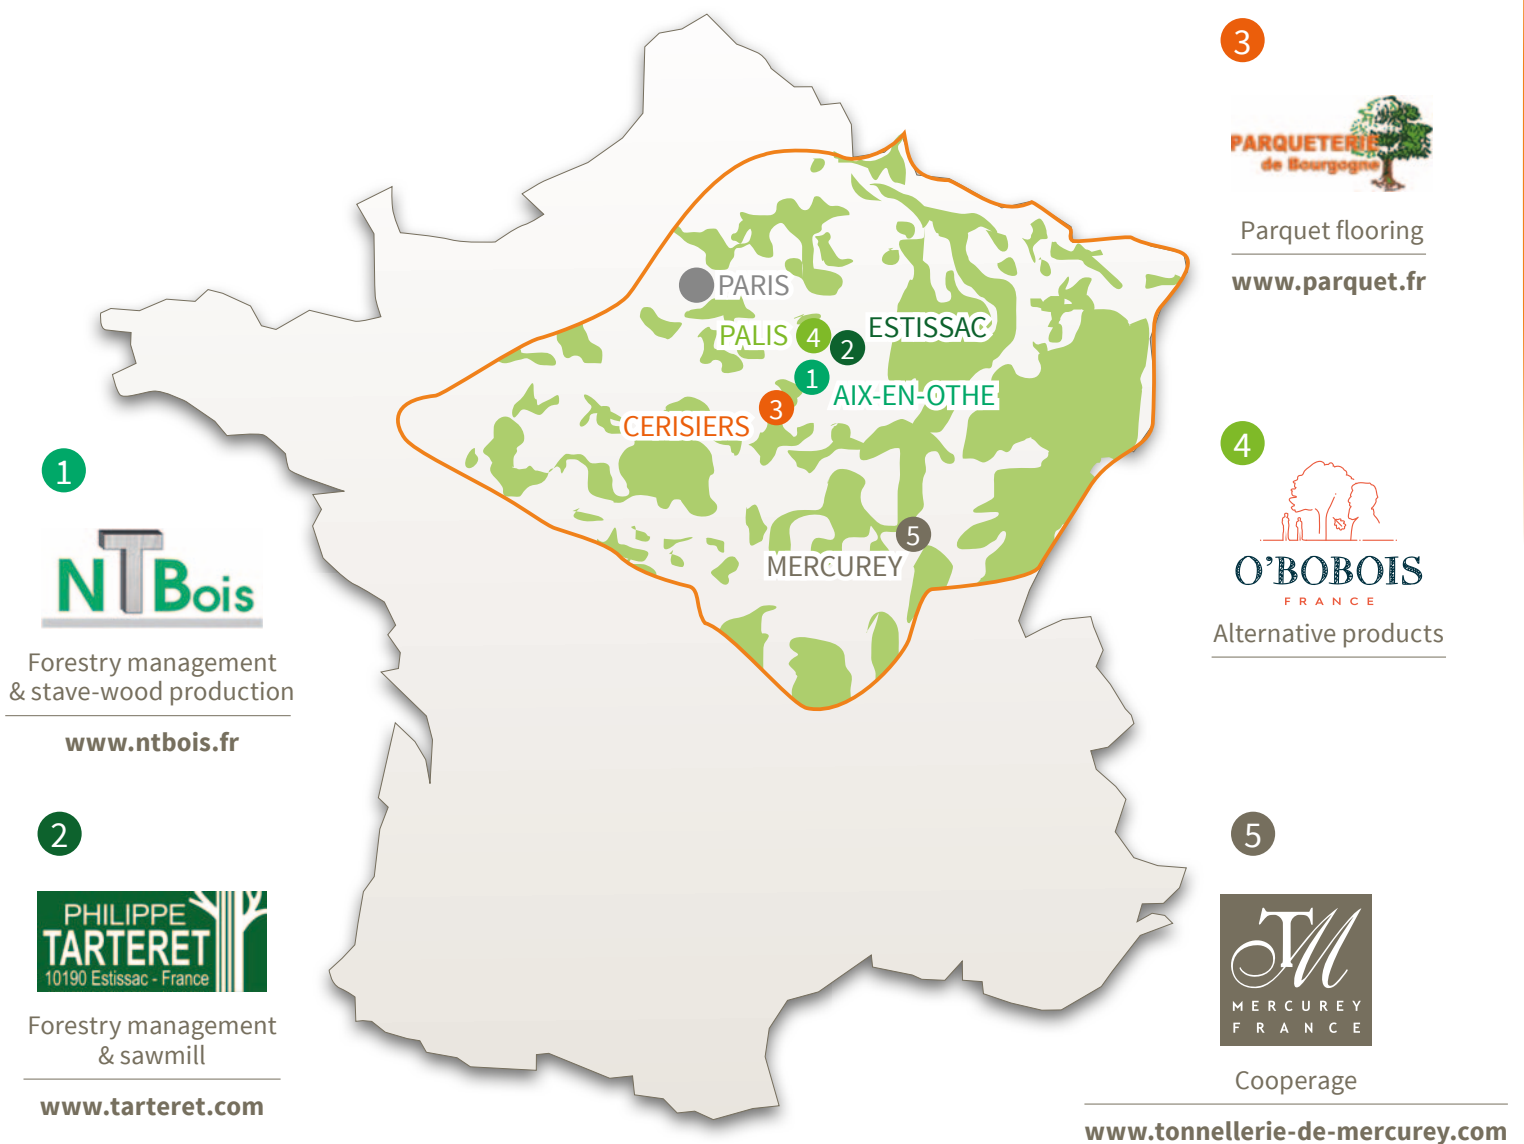 1
NTBois
Forestry management
& stave-wood production
www.ntbois.fr
2
PHILIPPE
TARTERET
10190 Estissac - France
Forestry management
& sawmill
www.tarteret.com
PARIS
PALIS
4
2
ESTISSAC
1
AIX-EN-OTHE
3
CERISIERS
5
MERCUREY
3
PARQUETERIE
de Bourgogne
Parquet flooring
www.parquet.fr
4
O'BOBOIS
FRANCE
Alternative products
5
TM
MERCUREY
FRANCE
Cooperage
www.tonnellerie-de-mercurey.com